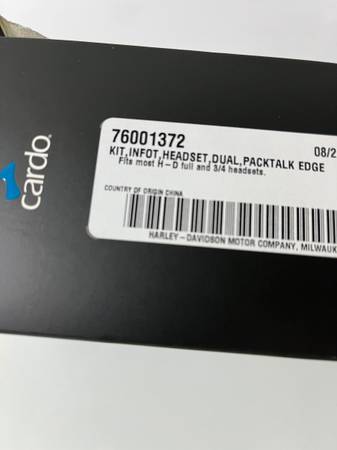 76001372
08/2
KIT,INFOT,HEADSET,DUAL,PACKTALK EDGE
Fits most H-D full and 3/4 headsets.
COUNTRY OF ORIGIN CHINA
HARLEY-DAVIDSON MOTOR COMPANY, MILWAUK
cardo